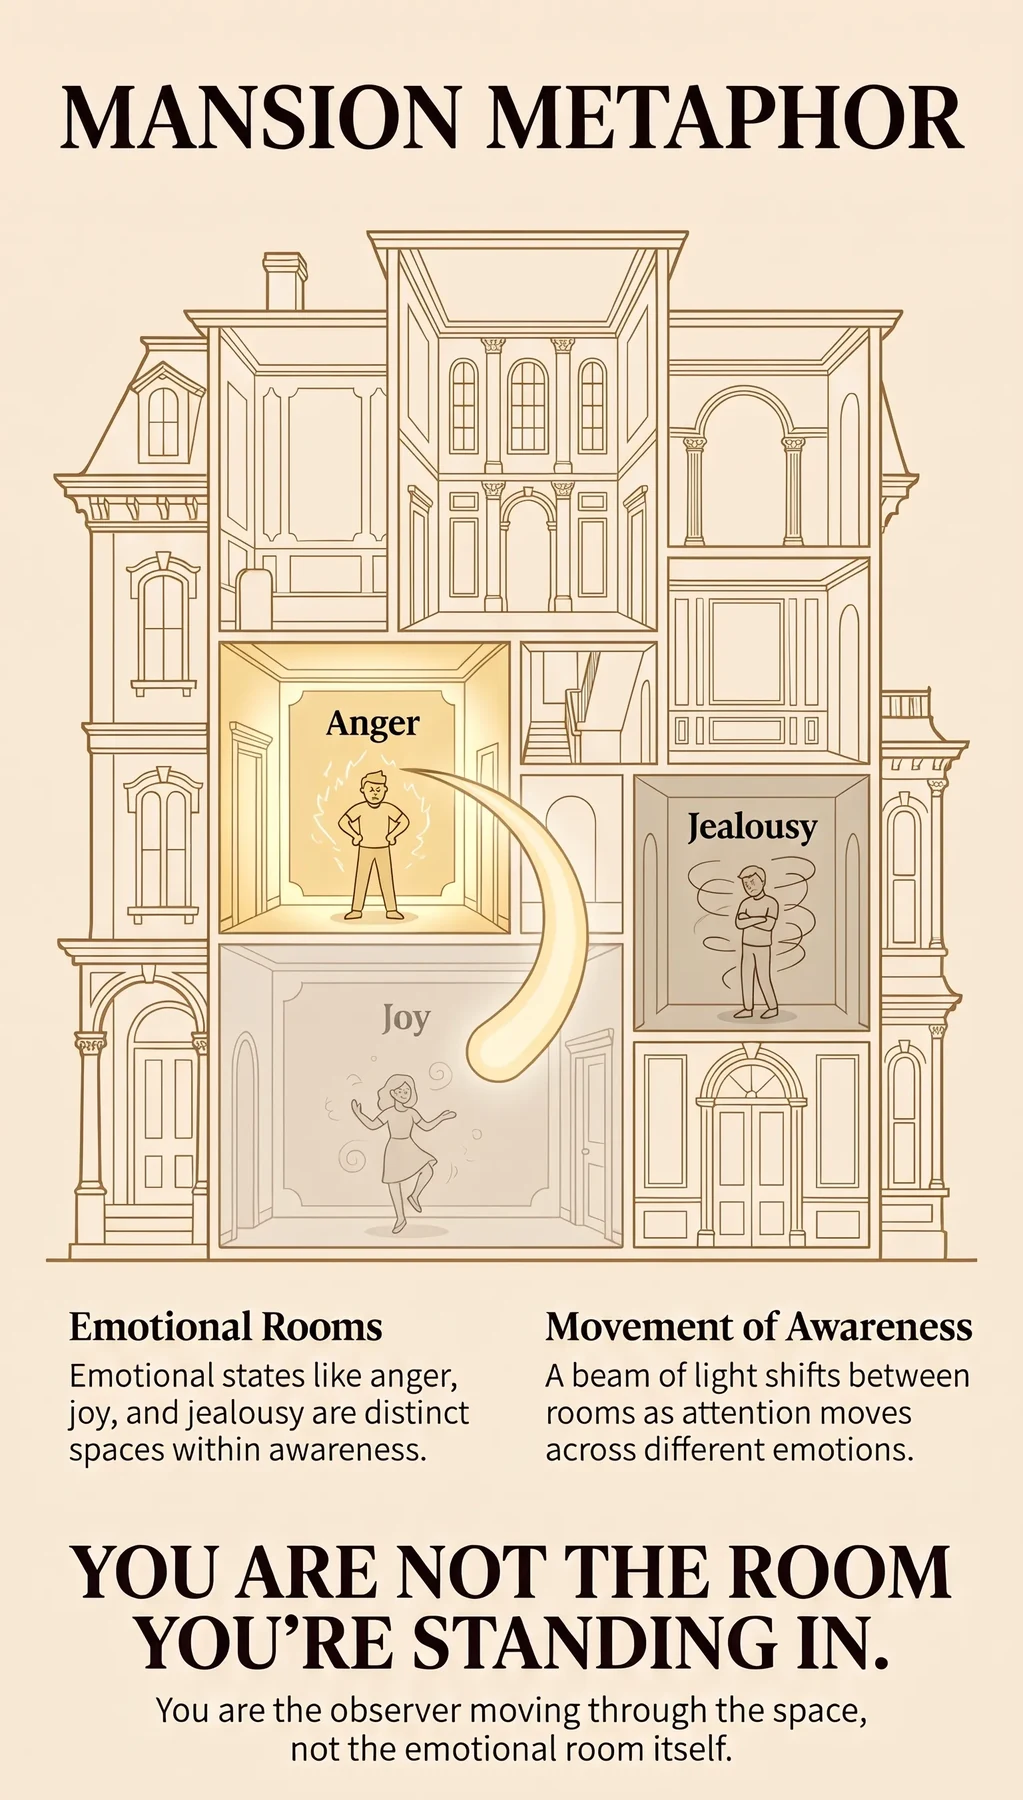 MANSION METAPHOR
Anger
Jealousy
Joy
Emotional Rooms
Emotional states like anger,
joy, and jealousy are distinct
spaces within awareness.
Movement of Awareness
A beam of light shifts between
rooms as attention moves
across different emotions.
YOU ARE NOT THE ROOM
YOU'RE STANDING IN.
You are the observer moving through the space,
not the emotional room itself.